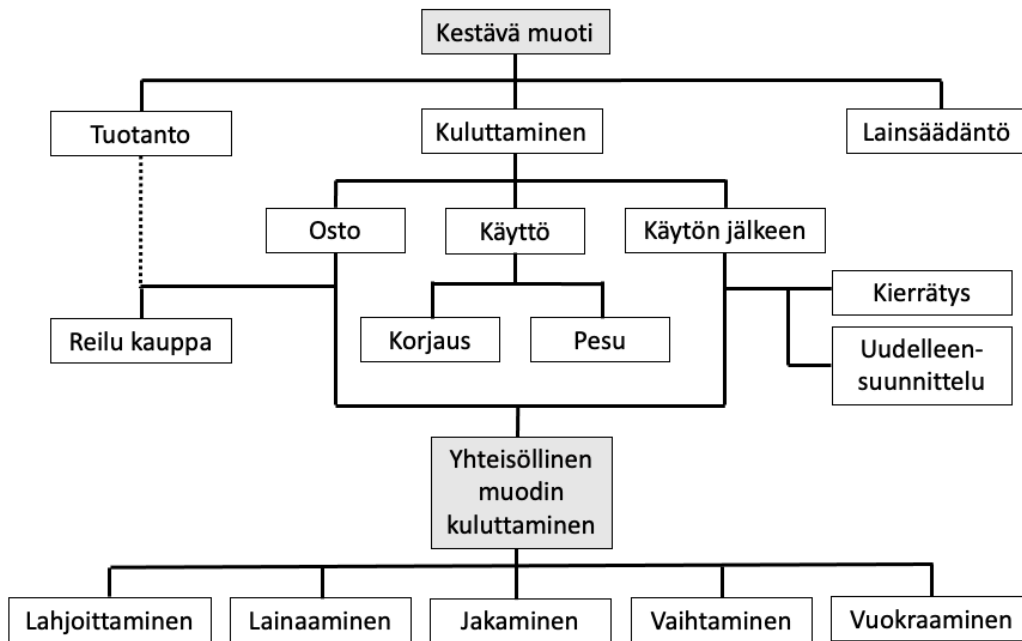 Kestävä muoti
Tuotanto
Kuluttaminen
Lainsäädäntö
Osto
Käyttö
Käytön jälkeen
Kierrätys
Reilu kauppa
Korjaus
Pesu
Uudelleen-
suunnittelu
Yhteisöllinen
muodin
kuluttaminen
Lahjoittaminen
Lainaaminen
Jakaminen
Vaihtaminen
Vuokraaminen